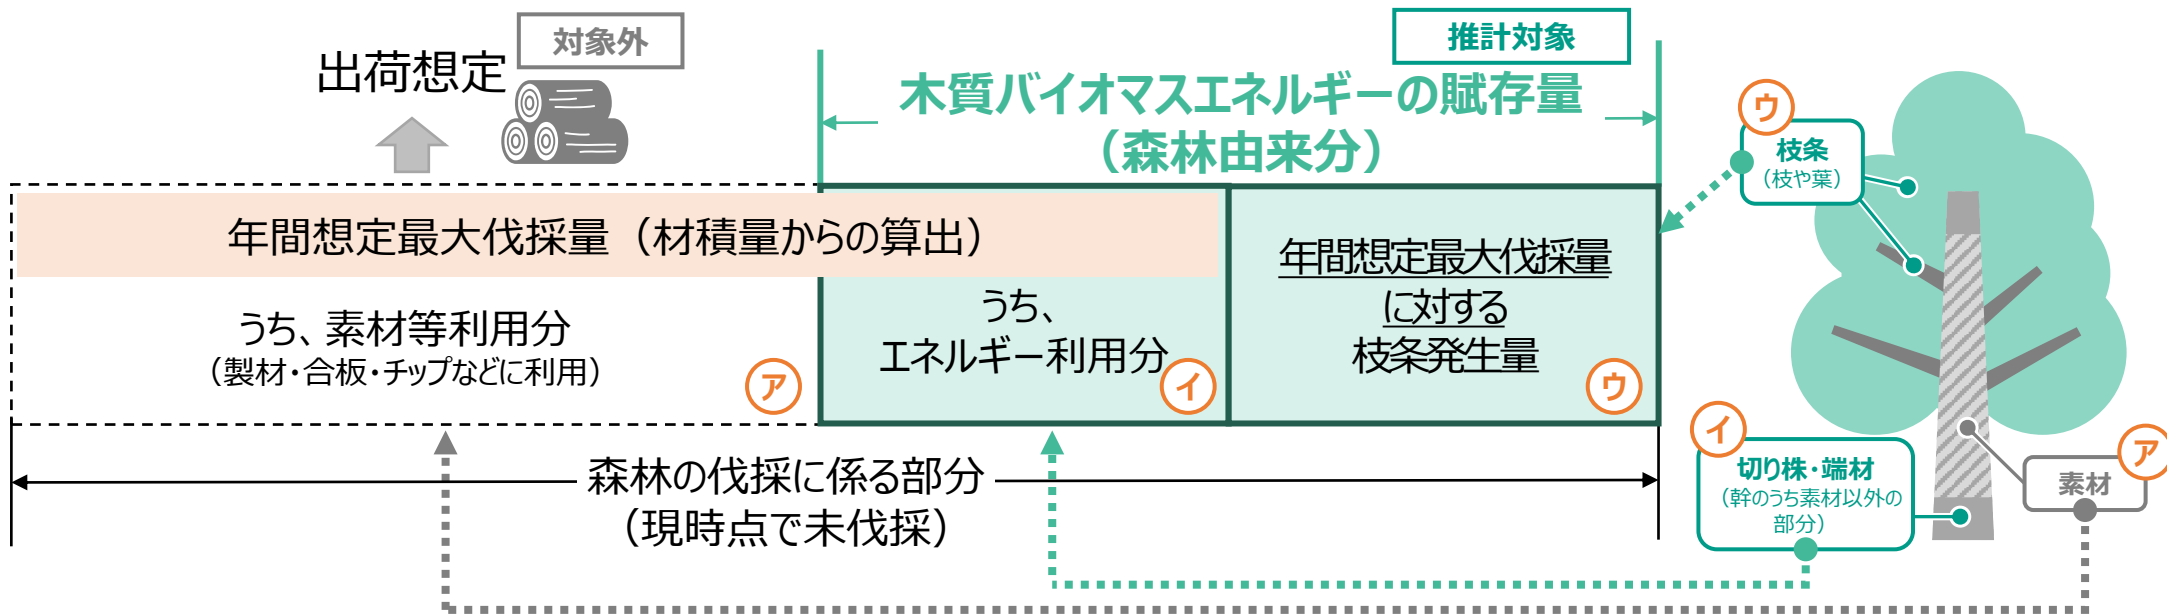 出荷想定
対象外
推計対象
木質バイオマスエネルギーの賦存量
（森林由来分）
年間想定最大伐採量（材積量からの算出）
うち、素材等利用分
（製材・合板・チップなどに利用）
ア
うち、
エネルギー利用分
イ
年間想定最大伐採量
に対する
枝条発生量
ウ
森林の伐採に係る部分
（現時点で未伐採）
ウ
枝条
（枝や葉）
イ
切り株・端材
（幹のうち素材以外の
部分）
ア
素材